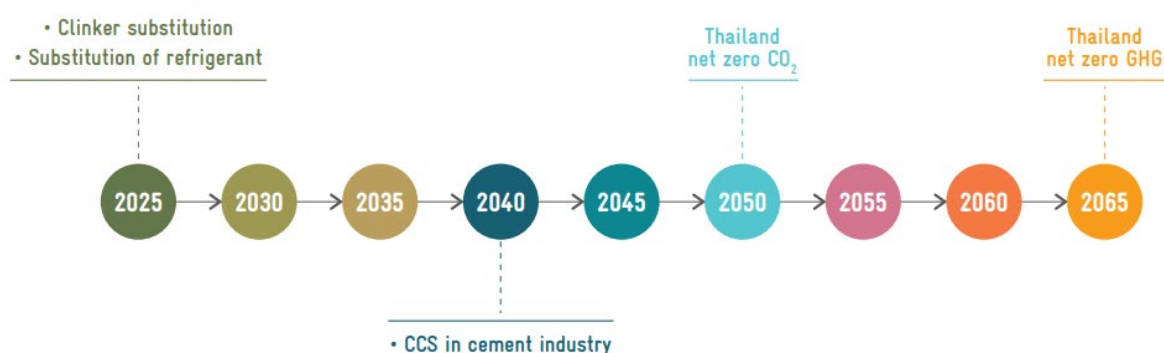 • Clinker substitution
• Substitution of refrigerant
Thailand
net zero CO₂
Thailand
net zero GHG
2025
2030
2035
2040
2045
2050
2055
2060
2065
• CCS in cement industry